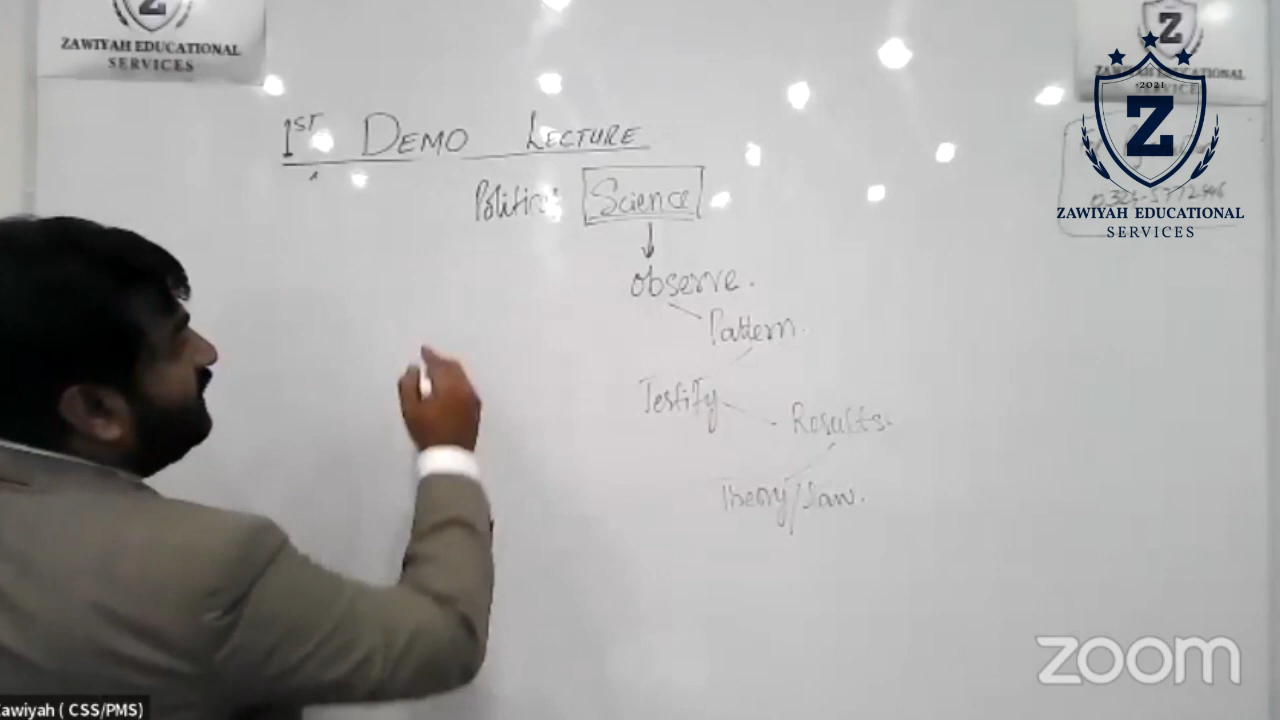 ZAWIYAH EDUCATIONAL
SERVICES
2021
Z
ZAWIYAH EDUCATIONAL
SERVICES
1ST DEMO LECTURE
Science
observe.
Pattern.
Testify
Results.
Theory/Law.
zoom
Zawiyah ( CSS/PMS)